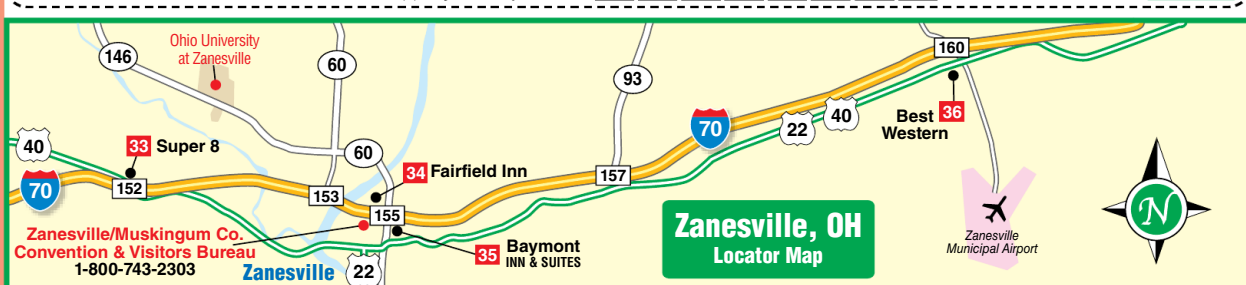 146
Ohio University
at Zanesville
60
93
160
40
33 Super 8
60
34 Fairfield Inn
70
22
40
Best
Western
36
70
152
153
155
157
Zanesville/Muskingum Co.
Convention & Visitors Bureau
1-800-743-2303
Zanesville
22
35 Baymont
INN & SUITES
Zanesville, OH
Locator Map
Zanesville
Municipal Airport
N